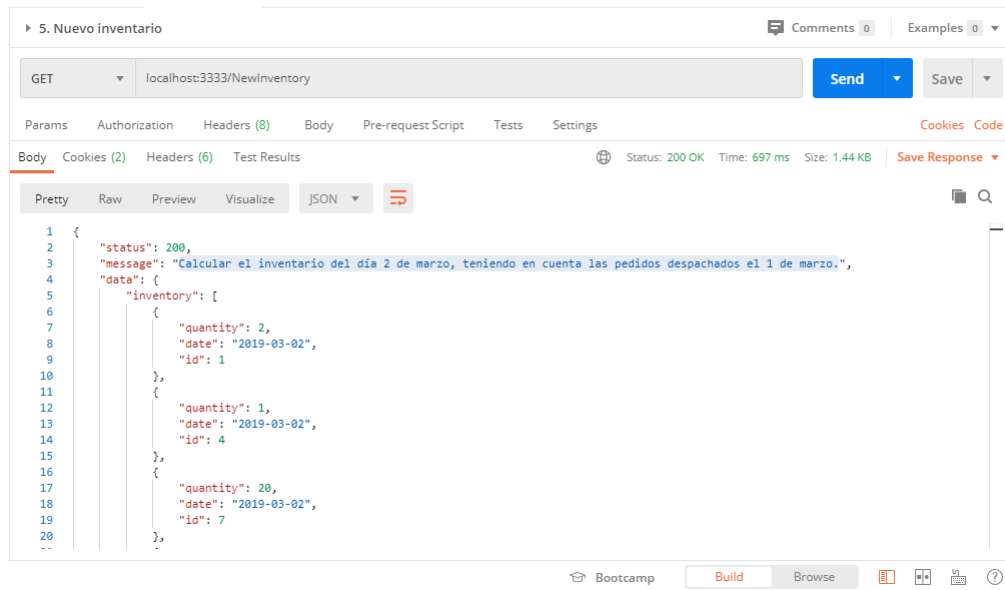 5. Nuevo inventario Comments 0 Examples 0
GET localhost:3333/NewInventory Send Save
Params Authorization Headers (8) Body Pre-request Script Tests Settings Cookies Code
Body Cookies (2) Headers (6) Test Results Status: 200 OK Time: 697 ms Size: 1.44 KB Save Response
Pretty Raw Preview Visualize JSON
1 {
2 "status": 200,
3 "message": "Calcular el inventario del día 2 de marzo, teniendo en cuenta las pedidos despachados el 1 de marzo.",
4 "data": {
5 "inventory": [
6 {
7 "quantity": 2,
8 "date": "2019-03-02",
9 "id": 1
10 },
11 {
12 "quantity": 1,
13 "date": "2019-03-02",
14 "id": 4
15 },
16 {
17 "quantity": 20,
18 "date": "2019-03-02",
19 "id": 7
20 },
Bootcamp Build Browse